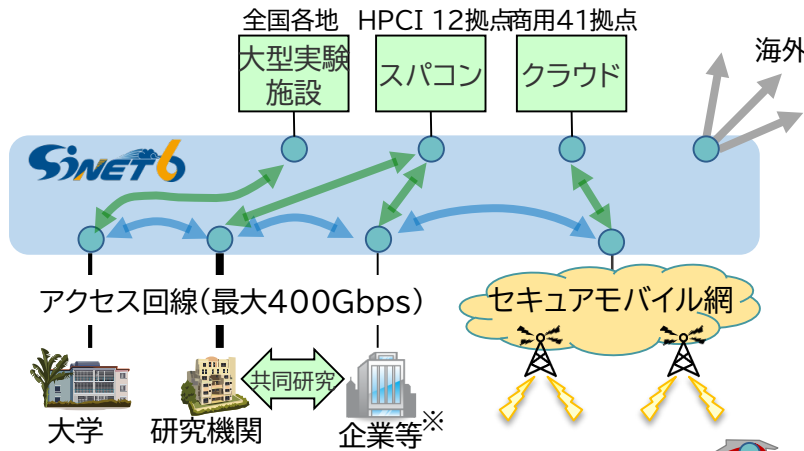 全国各地
HPCI 12拠点
商用41拠点
大型実験
施設
スパコン
クラウド
海外
SINET6
アクセス回線(最大400Gbps)
セキュアモバイル網
共同研究
大学
研究機関
企業等※